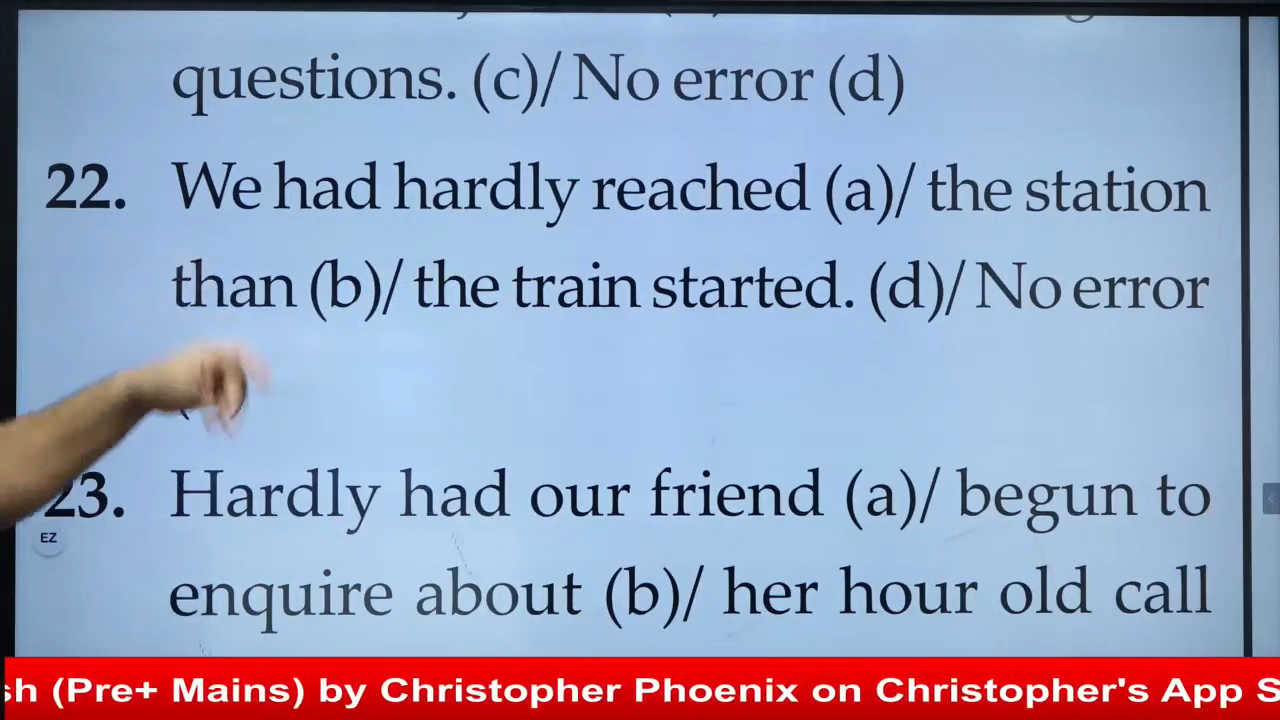 questions. (c)/ No error (d)
22. We had hardly reached (a)/ the station
than (b)/ the train started. (d)/ No error
23. Hardly had our friend (a)/ begun to
EZ
enquire about (b)/ her hour old call
sh (Pre+ Mains) by Christopher Phoenix on Christopher's App S